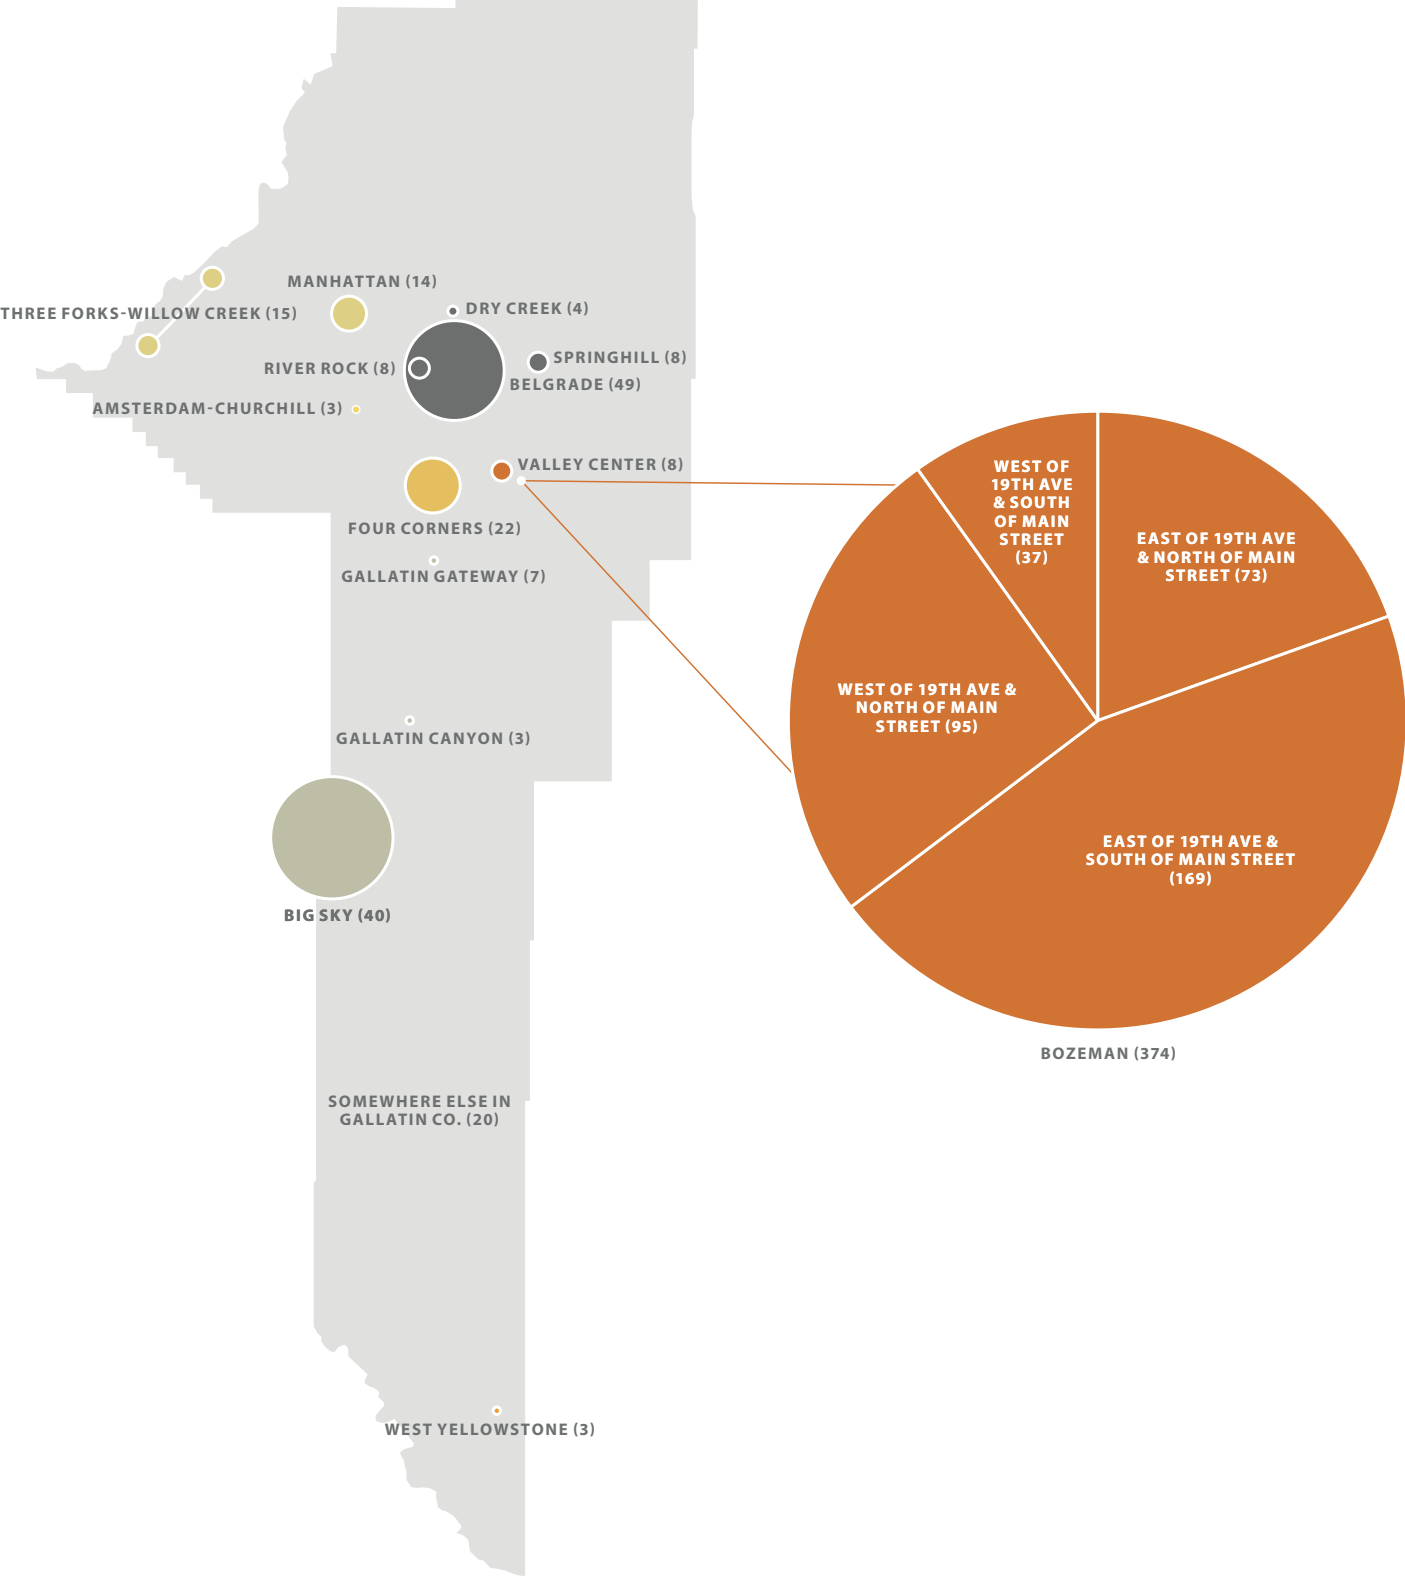 MANHATTAN (14)
DRY CREEK (4)
THREE FORKS-WILLOW CREEK (15)
SPRINGHILL (8)
RIVER ROCK (8)
BELGRADE (49)
AMSTERDAM-CHURCHILL (3)
VALLEY CENTER (8)
FOUR CORNERS (22)
GALLATIN GATEWAY (7)
GALLATIN CANYON (3)
BIG SKY (40)
SOMEWHERE ELSE IN
GALLATIN CO. (20)
WEST YELLOWSTONE (3)
WEST OF
19TH AVE
& SOUTH
OF MAIN
STREET
(37)
EAST OF 19TH AVE
& NORTH OF MAIN
STREET (73)
WEST OF 19TH AVE &
NORTH OF MAIN
STREET (95)
EAST OF 19TH AVE &
SOUTH OF MAIN STREET
(169)
BOZEMAN (374)